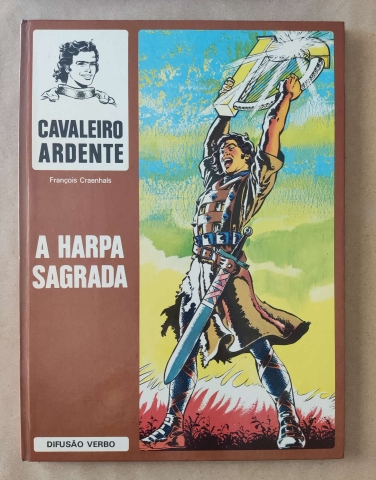 CAVALEIRO
ARDENTE
François Craenhals
A HARPA
SAGRADA
DIFUSÃO VERBO